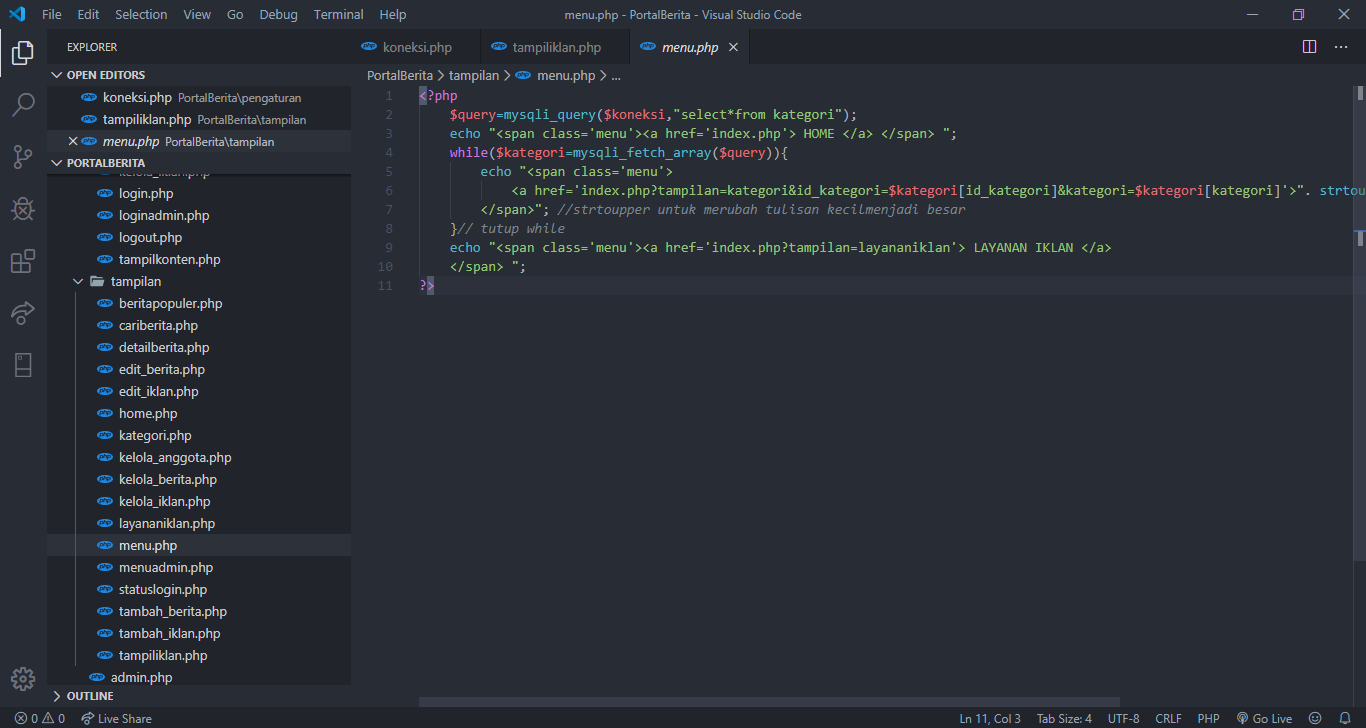 File Edit Selection View Go Debug Terminal Help
menu.php - PortalBerita - Visual Studio Code
EXPLORER
OPEN EDITORS
koneksi.php PortalBerita\pengaturan
tampiliklan.php PortalBerita\tampilan
menu.php PortalBerita\tampilan
PORTALBERITA
kelola_iklan.php
login.php
loginadmin.php
logout.php
tampilkonten.php
tampilan
beritapopuler.php
cariberita.php
detailberita.php
edit_berita.php
edit_iklan.php
home.php
kategori.php
kelola_anggota.php
kelola_berita.php
kelola_iklan.php
layananiklan.php
menu.php
menuadmin.php
statuslogin.php
tambah_berita.php
tambah_iklan.php
tampiliklan.php
admin.php
OUTLINE
koneksi.php tampiliklan.php menu.php
PortalBerita > tampilan > menu.php > ...
1 <?php
2 $query=mysqli_query($koneksi,"select*from kategori");
3 echo "<span class='menu'><a href='index.php'> HOME </a> </span> ";
4 while($kategori=mysqli_fetch_array($query)){
5 echo "<span class='menu'>
6 <a href='index.php?tampilan=kategori&id_kategori=$kategori[id_kategori]&kategori=$kategori[kategori]'>". strtou
7 </span>"; //strtoupper untuk merubah tulisan kecilmenjadi besar
8 }// tutup while
9 echo "<span class='menu'><a href='index.php?tampilan=layananiklan'> LAYANAN IKLAN </a>
10 </span> ";
11 ?>
0 0 Live Share
Ln 11, Col 3 Tab Size: 4 UTF-8 CRLF PHP Go Live